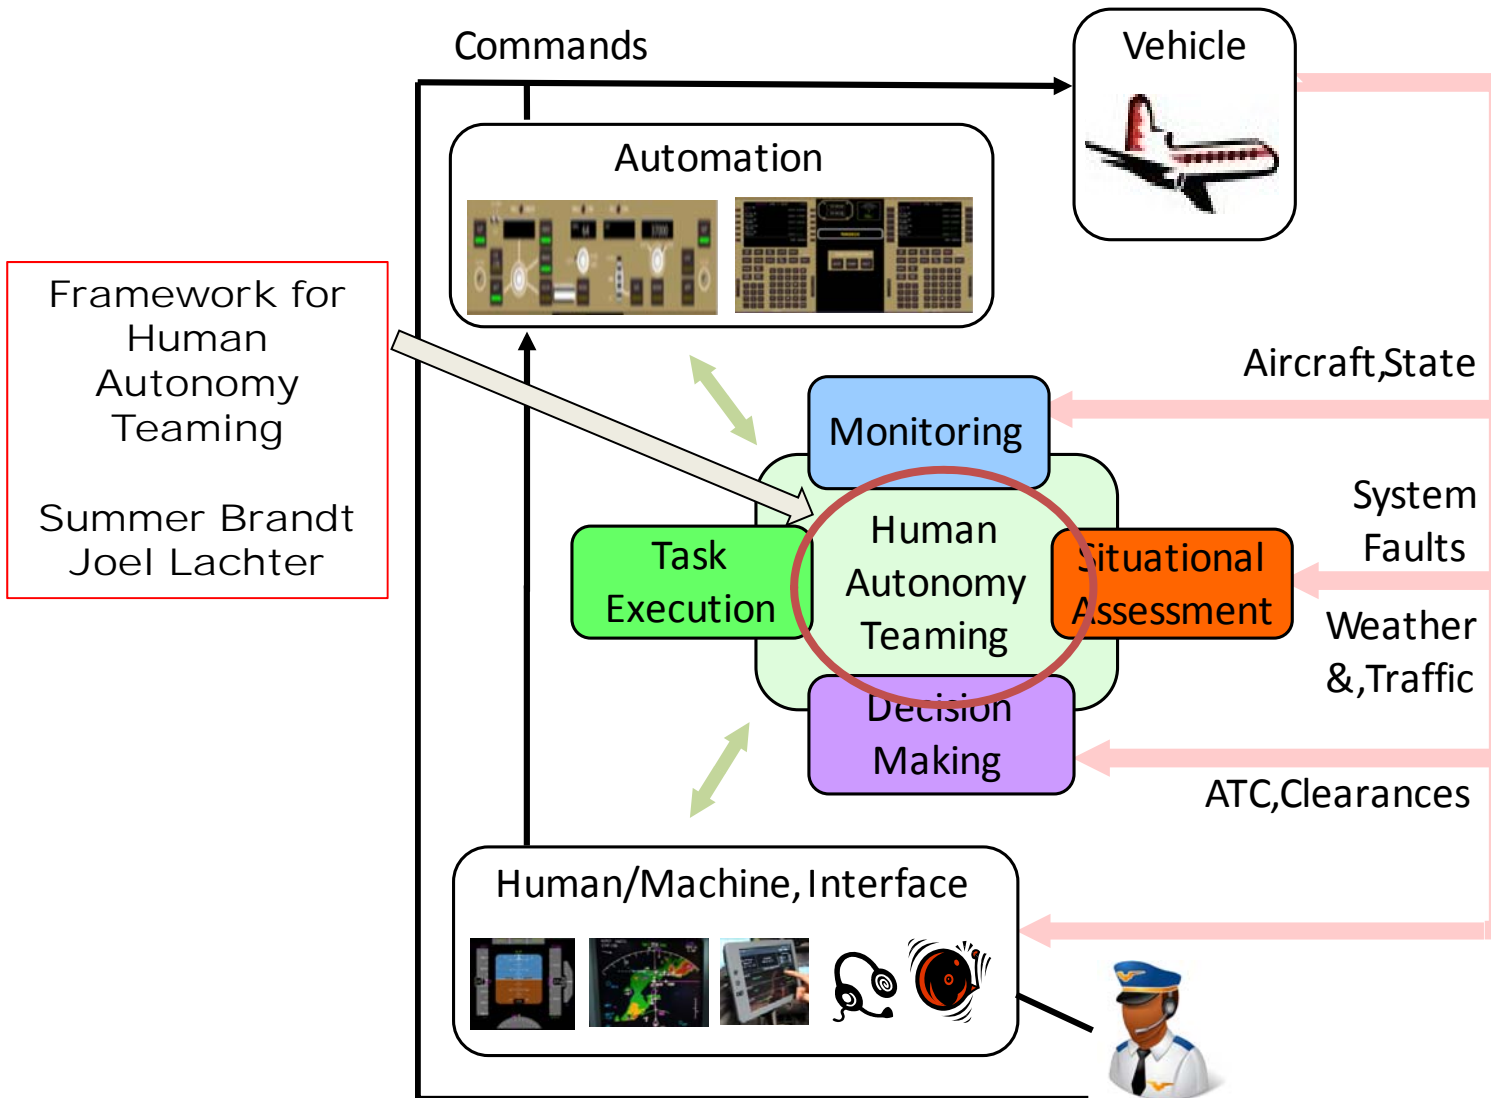 Commands
Vehicle
Automation
Framework for
Human
Autonomy
Teaming
Summer Brandt
Joel Lachter
Aircraft,State
Monitoring
System
Faults
Human
Autonomy
Teaming
Task
Execution
Situational
Assessment
Weather
&,Traffic
Decision
Making
ATC,Clearances
Human/Machine, Interface